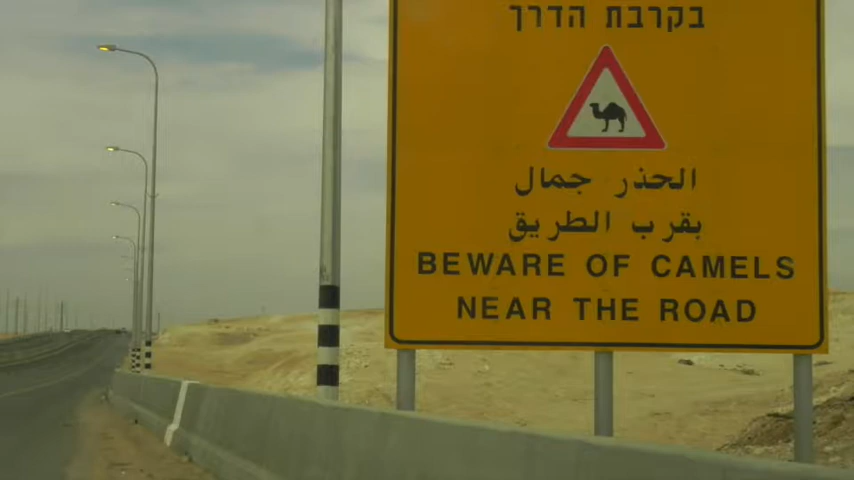 בקרבת הדרך
الحذر جمال
بقرب الطريق
BEWARE OF CAMELS
NEAR THE ROAD